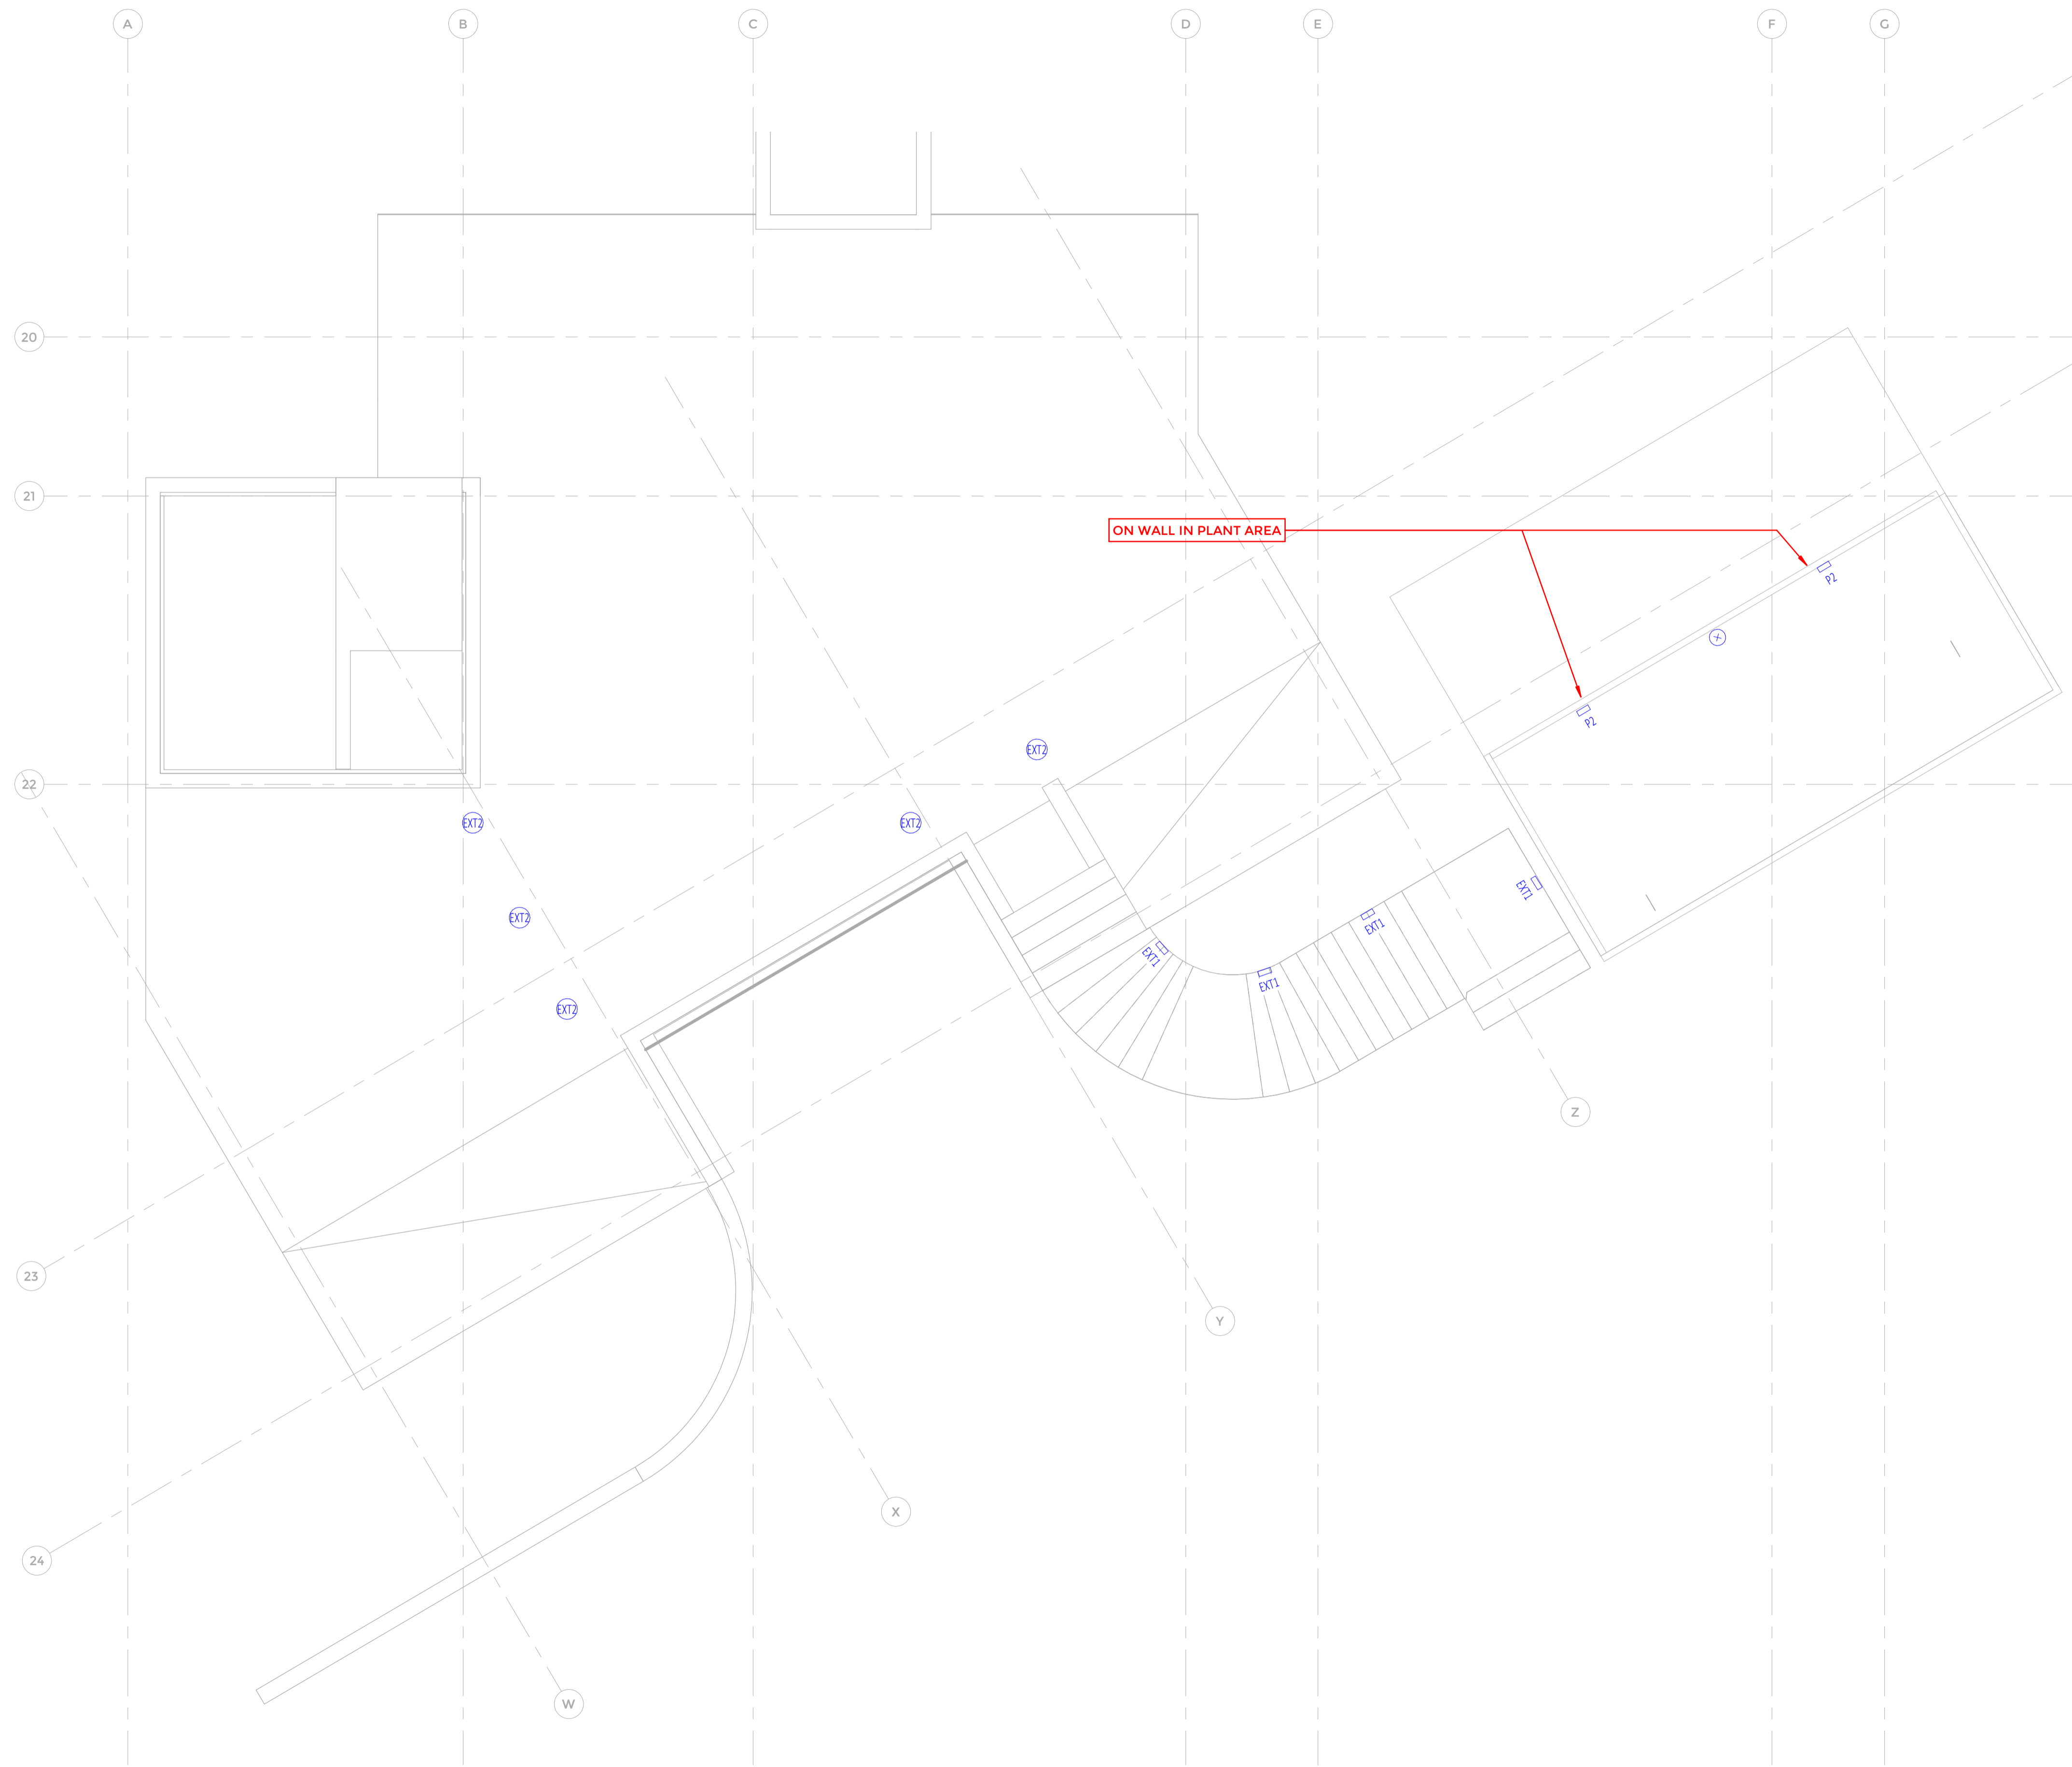 A
B
C
D
E
F
G
20
21
ON WALL IN PLANT AREA
P2
P2
EXT2
22
EXT2
EXT2
EXT1
EXT2
EXT1
EXT1
EXT1
EXT2
Z
23
Y
X
24
W